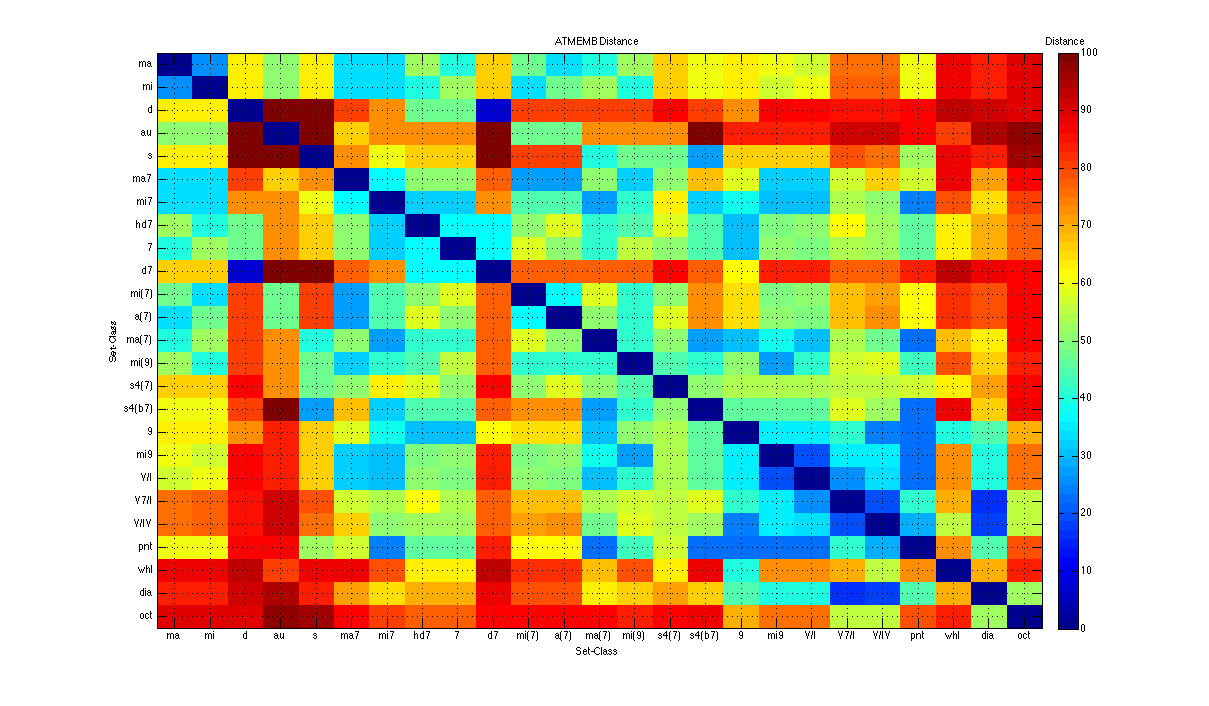 ATMEMB Distance
Distance
ma
mi
d
au
s
ma7
mi7
hd7
7
d7
mi(7)
a(7)
ma(7)
mi(9)
s4(7)
s4(b7)
9
mi9
V/I
V7/I
V/IV
pnt
whl
dia
oct
Set-Class
ma mi d au s ma7 mi7 hd7 7 d7 mi(7) a(7) ma(7) mi(9) s4(7) s4(b7) 9 mi9 V/I V7/I V/IV pnt whl dia oct
Set-Class
100
90
80
70
60
50
40
30
20
10
0